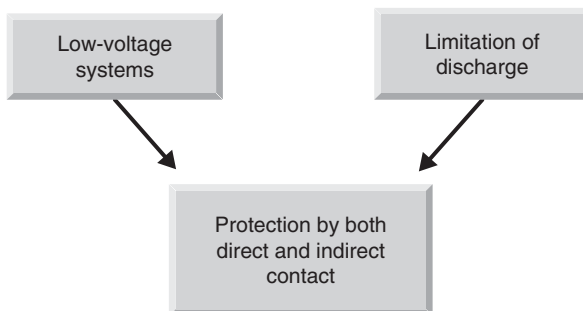 Low-voltage
systems
Limitation of
discharge
Protection by both
direct and indirect
contact